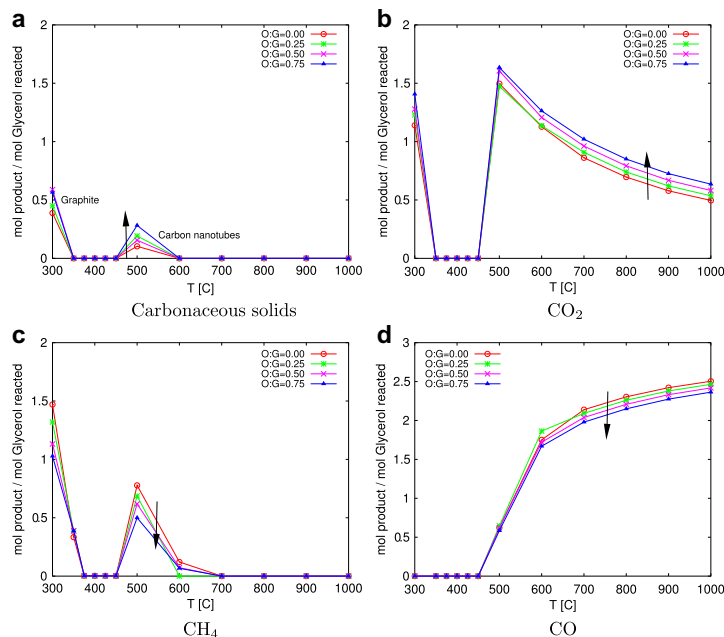 a
mol product / mol Glycerol reacted
2
1.5
1
0.5
0
O:G=0.00
O:G=0.25
O:G=0.50
O:G=0.75
Graphite
Carbon nanotubes
300 400 500 600 700 800 900 1000
T [C]
Carbonaceous solids
b
mol product / mol Glycerol reacted
2
1.5
1
0.5
0
O:G=0.00
O:G=0.25
O:G=0.50
O:G=0.75
300 400 500 600 700 800 900 1000
T [C]
CO₂
c
mol product / mol Glycerol reacted
2
1.5
1
0.5
0
O:G=0.00
O:G=0.25
O:G=0.50
O:G=0.75
300 400 500 600 700 800 900 1000
T [C]
CH₄
d
mol product / mol Glycerol reacted
3
2.5
2
1.5
1
0.5
0
O:G=0.00
O:G=0.25
O:G=0.50
O:G=0.75
300 400 500 600 700 800 900 1000
T [C]
CO